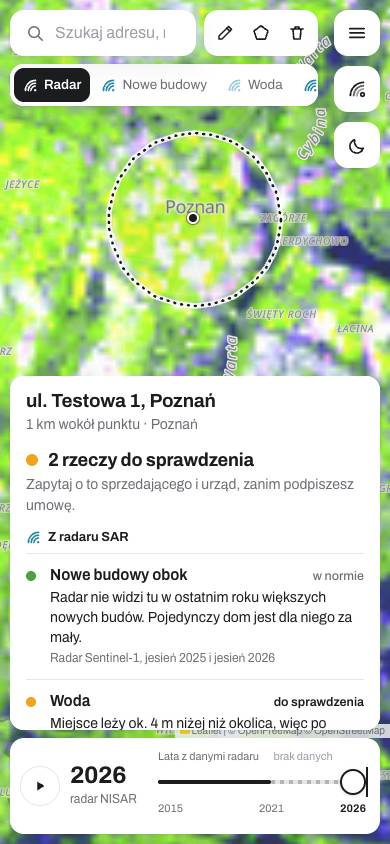 Szukaj adresu, i
Radar
Nowe budowy
Woda
Warta
Cybina
JEŻYCE
Poznan
ZAGÓRZE
BERDYCHOWO
ŚWIĘTY ROCH
ŁACINA
Warta
ul. Testowa 1, Poznań
1 km wokół punktu · Poznań
2 rzeczy do sprawdzenia
Zapytaj o to sprzedającego i urząd, zanim podpiszesz
umowę.
Z radaru SAR
Nowe budowy obok
w normie
Radar nie widzi tu w ostatnim roku większych
nowych budów. Pojedynczy dom jest dla niego za
mały.
Radar Sentinel-1, jesień 2025 i jesień 2026
Woda
do sprawdzenia
Miejsce leży ok. 4 m niżej niż okolica, więc po
Leaflet | © OpenFreeMap © OpenStreetMap
2026
radar NISAR
Lata z danymi radaru
brak danych
2015
2021
2026